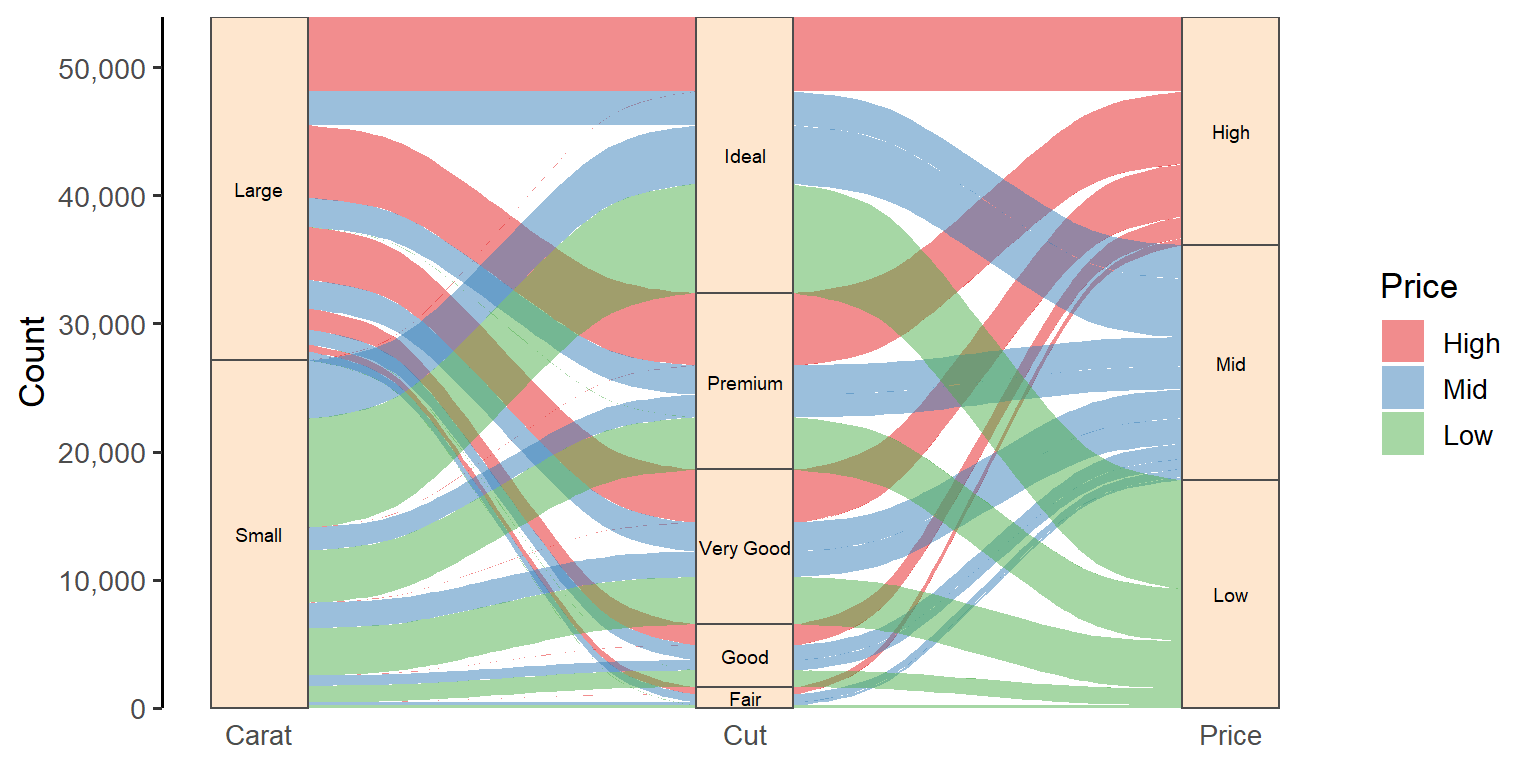 50,000
40,000
30,000
20,000
10,000
0
Count
Large
Small
Ideal
Premium
Very Good
Good
Fair
High
Mid
Low
Carat
Cut
Price
Price
High
Mid
Low